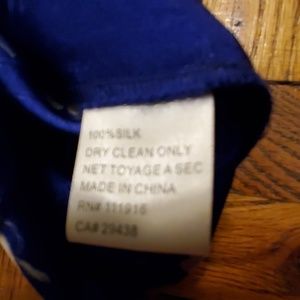 100% SILK
DRY CLEAN ONLY
NET TOYAGE A SEC
MADE IN CHINA
RN# 111916
CA# 29438